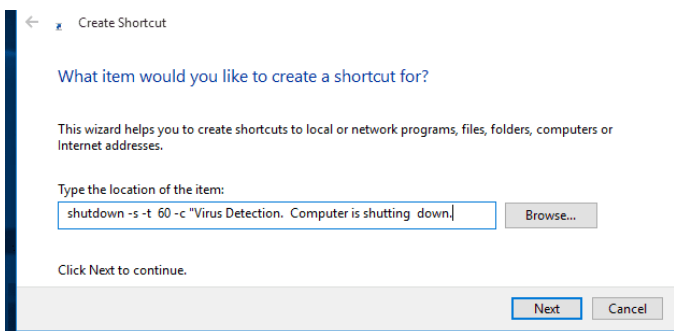 Create Shortcut
What item would you like to create a shortcut for?
This wizard helps you to create shortcuts to local or network programs, files, folders, computers or
Internet addresses.
Type the location of the item:
shutdown -s -t 60 -c "Virus Detection. Computer is shutting down.
Browse...
Click Next to continue.
Next Cancel